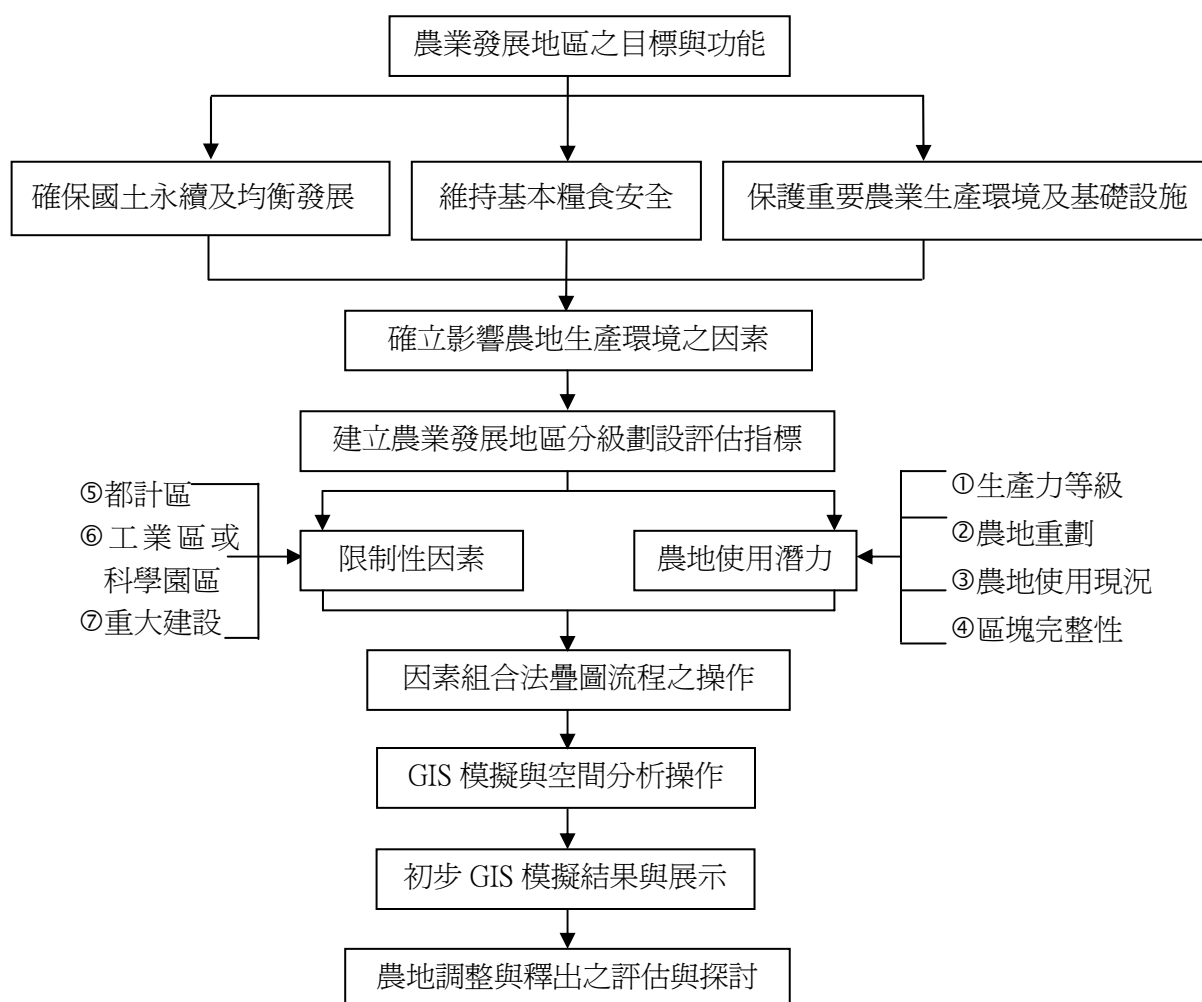 農業發展地區之目標與功能
確保國土永續及均衡發展
維持基本糧食安全
保護重要農業生產環境及基礎設施
確立影響農地生產環境之因素
建立農業發展地區分級劃設評估指標
⑤都計區
⑥工業區或
科學園區
⑦重大建設
限制性因素
農地使用潛力
①生產力等級
②農地重劃
③農地使用現況
④區塊完整性
因素組合法疊圖流程之操作
GIS 模擬與空間分析操作
初步 GIS 模擬結果與展示
農地調整與釋出之評估與探討